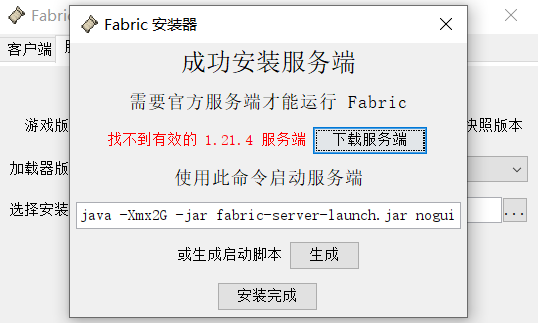 Fabric
Fabric 安装器
客户端
成功安装服务端
需要官方服务端才能运行 Fabric
游戏版
找不到有效的 1.21.4 服务端
下载服务端
快照版本
加载器版
使用此命令启动服务端
选择安装
java -Xmx2G -jar fabric-server-launch.jar nogui
...
或生成启动脚本
生成
安装完成